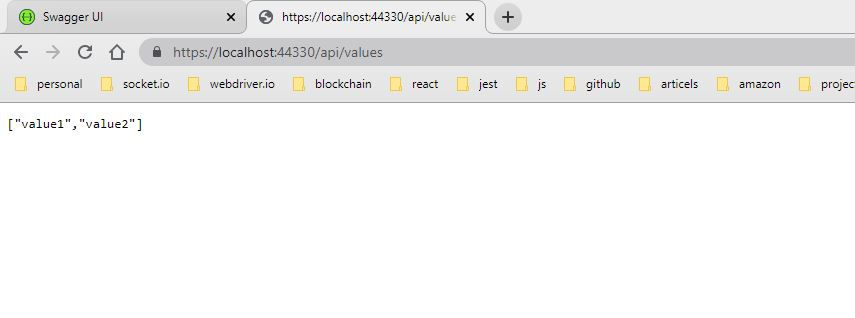 Swagger UI
https://localhost:44330/api/value
https://localhost:44330/api/values
personal socket.io webdriver.io blockchain react jest js github articels amazon projec
["value1","value2"]